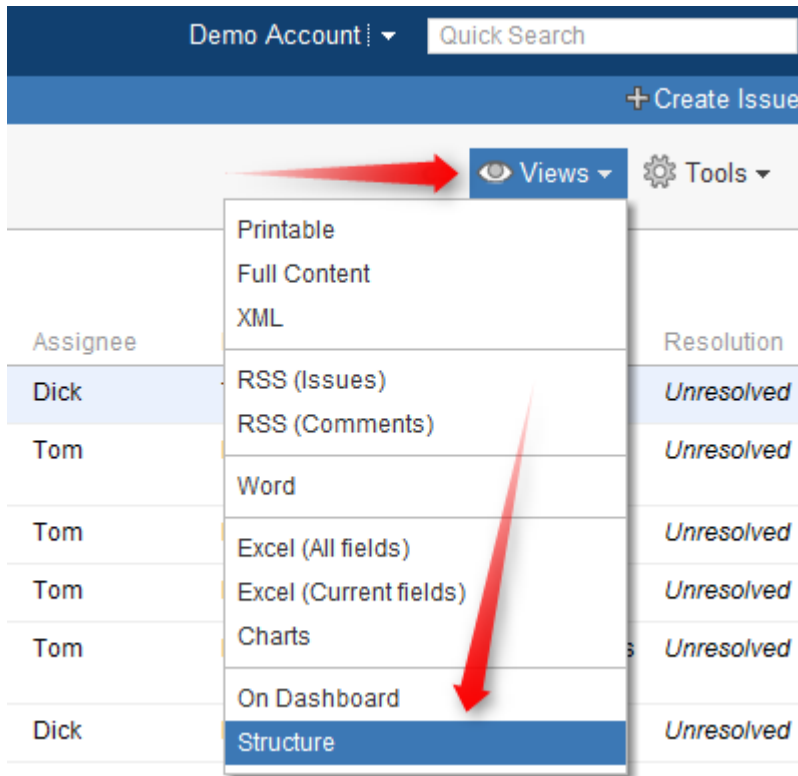 Demo Account Quick Search
Create Issue
Views Tools
Printable
Full Content
XML
Assignee Resolution
Dick RSS (Issues) Unresolved
RSS (Comments)
Tom Unresolved
Word
Tom Unresolved
Excel (All fields)
Tom Excel (Current fields) Unresolved
Tom Charts s Unresolved
On Dashboard
Dick Structure Unresolved